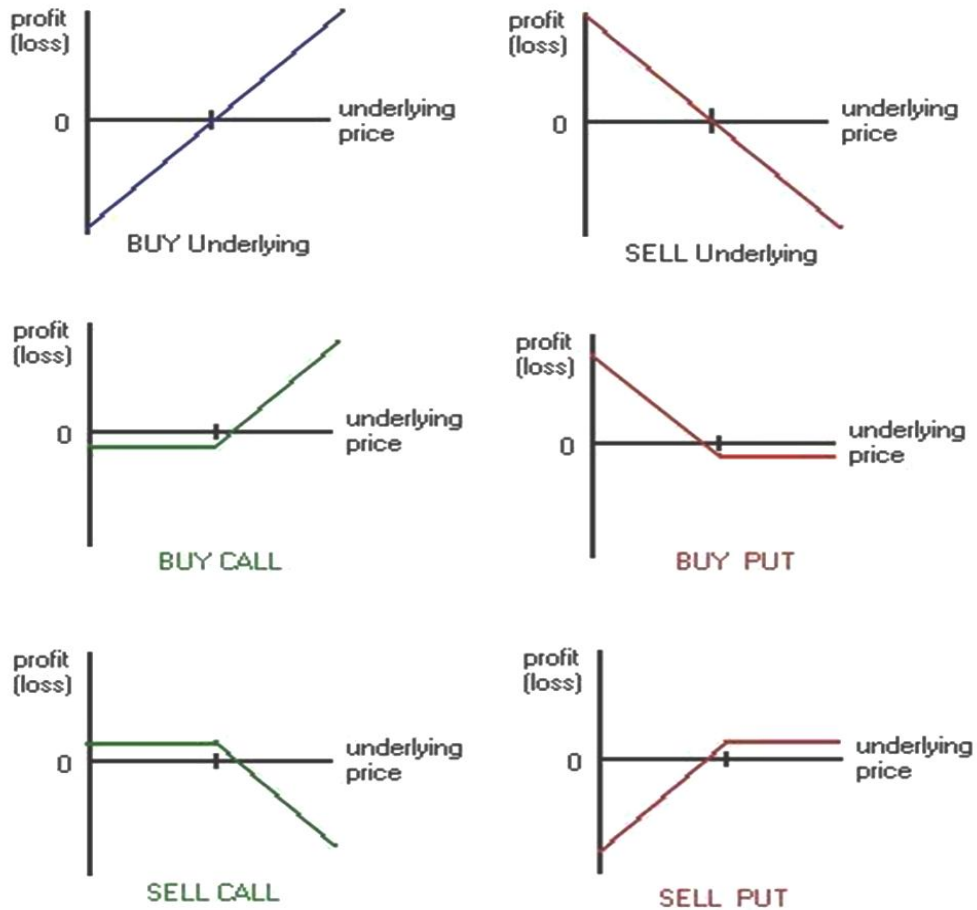 profit
(loss)
0
underlying
price
BUY Underlying
profit
(loss)
0
underlying
price
SELL Underlying
profit
(loss)
0
underlying
price
BUY CALL
profit
(loss)
0
underlying
price
BUY PUT
profit
(loss)
0
underlying
price
SELL CALL
profit
(loss)
0
underlying
price
SELL PUT